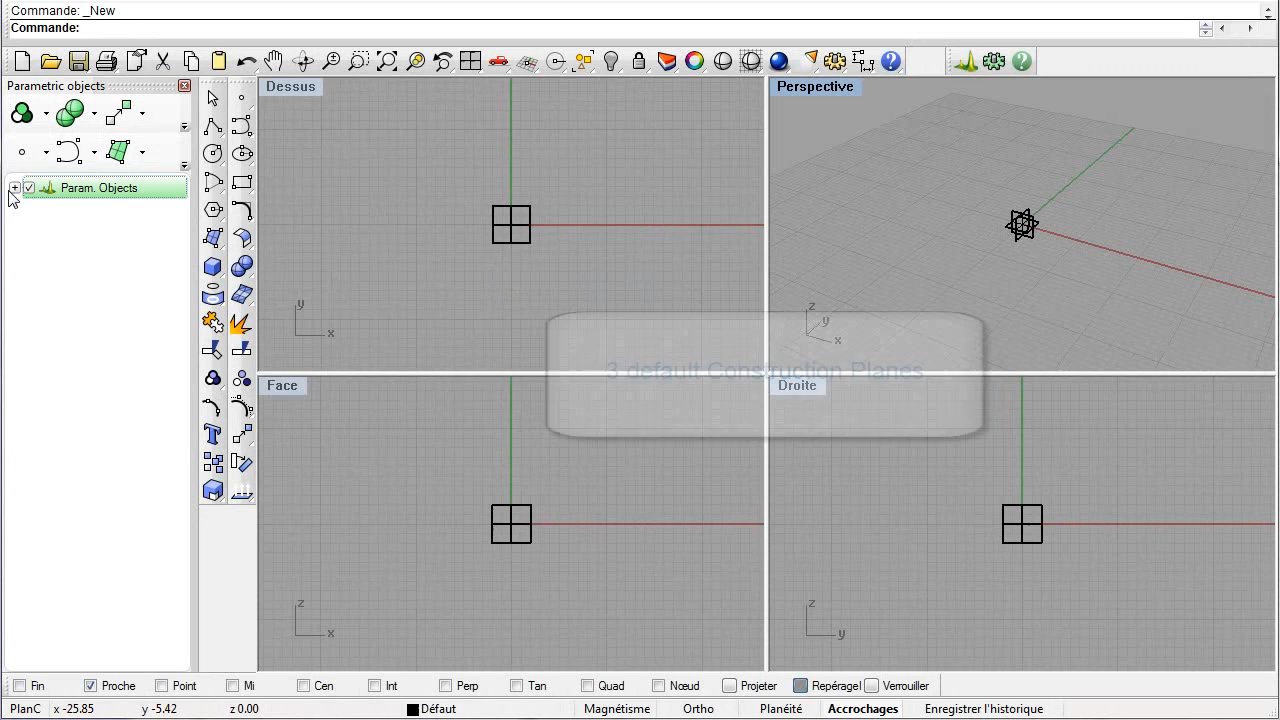 Commande: _New
Commande:
Parametric objects
Param. Objects
Dessus
y
x
Perspective
z
y
x
3 default Construction Planes
Face
z
x
Droite
z
y
Fin Proche Point Mi Cen Int Perp Tan Quad Nœud Projeter Repéragel Verrouiller
PlanC x -25.85 y -5.42 z 0.00 Défaut Magnétisme Ortho Planéité Accrochages Enregistrer l'historique